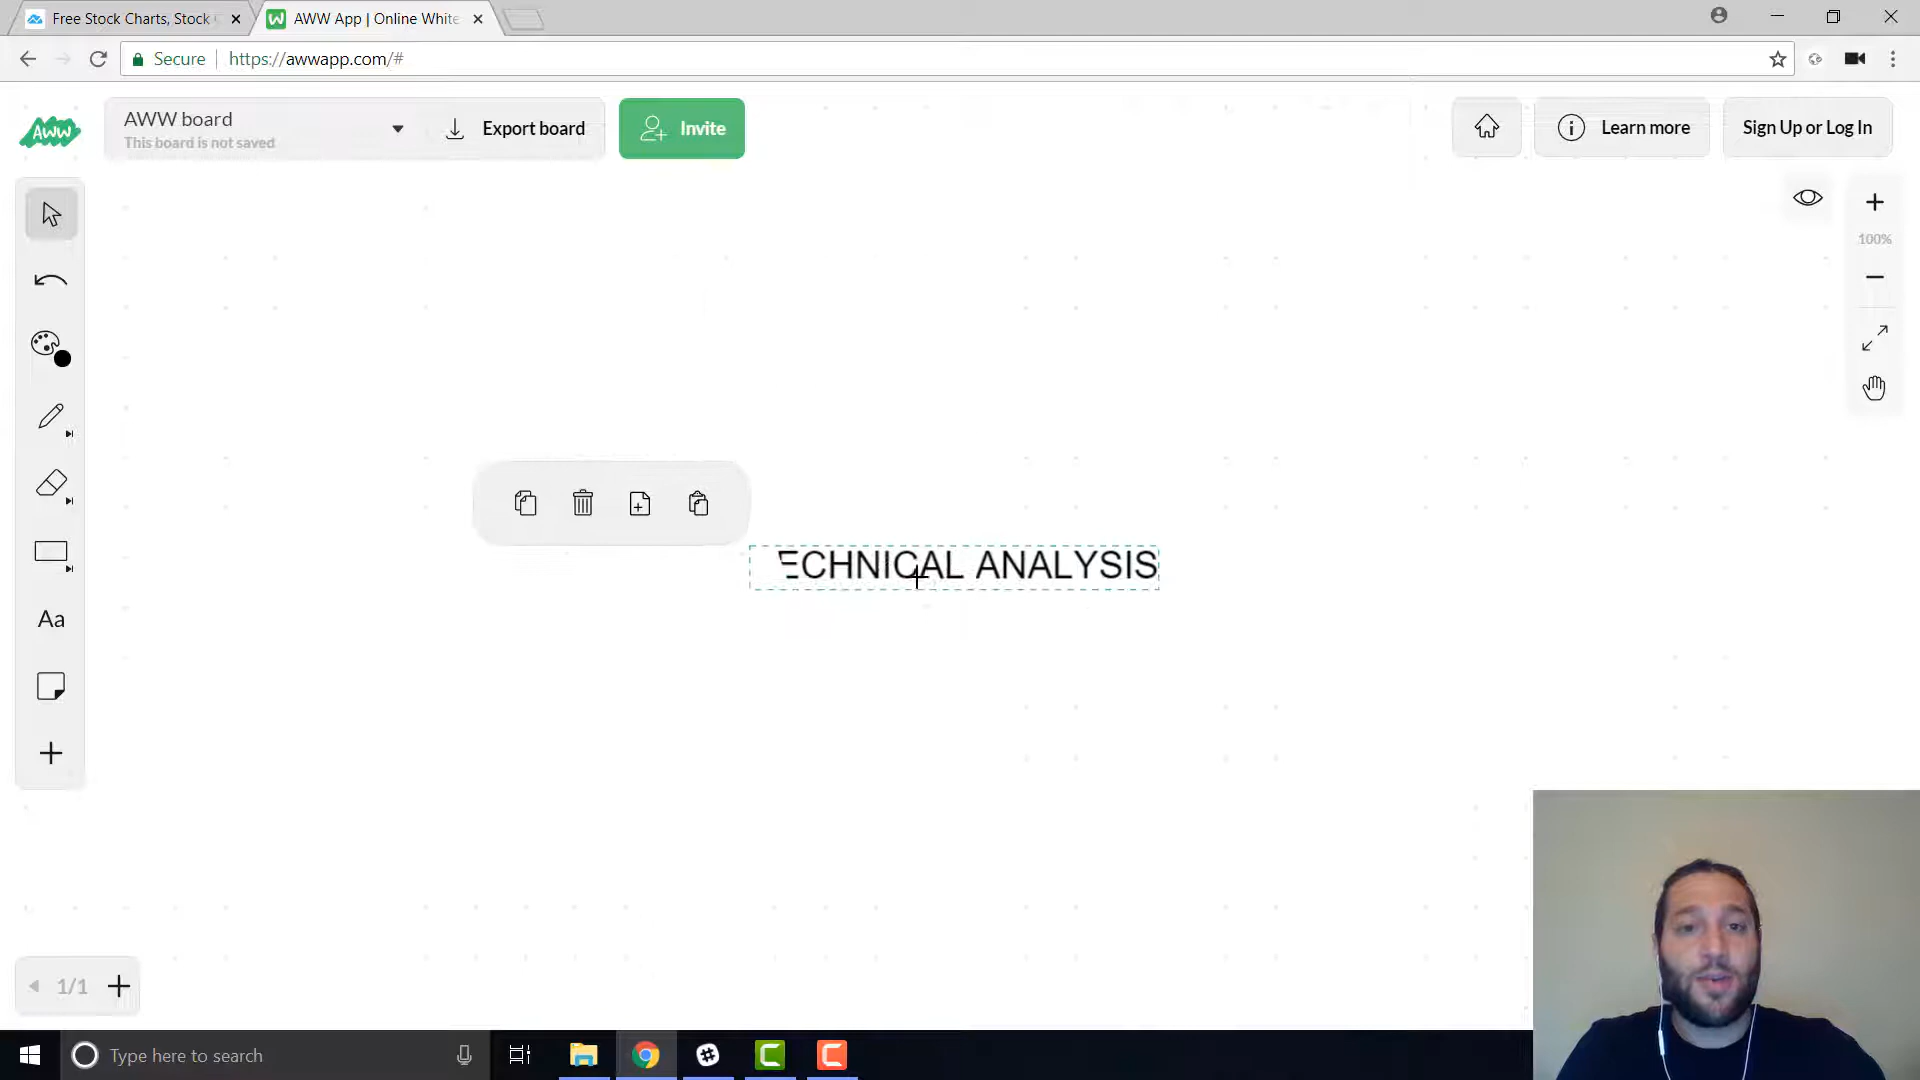 Free Stock Charts, Stock
AWW App | Online White
Secure
https://awwapp.com/#
AWW
AWW board
This board is not saved
Export board
Invite
Learn more
Sign Up or Log In
100%
ECHNICAL ANALYSIS
Aa
1/1
Type here to search